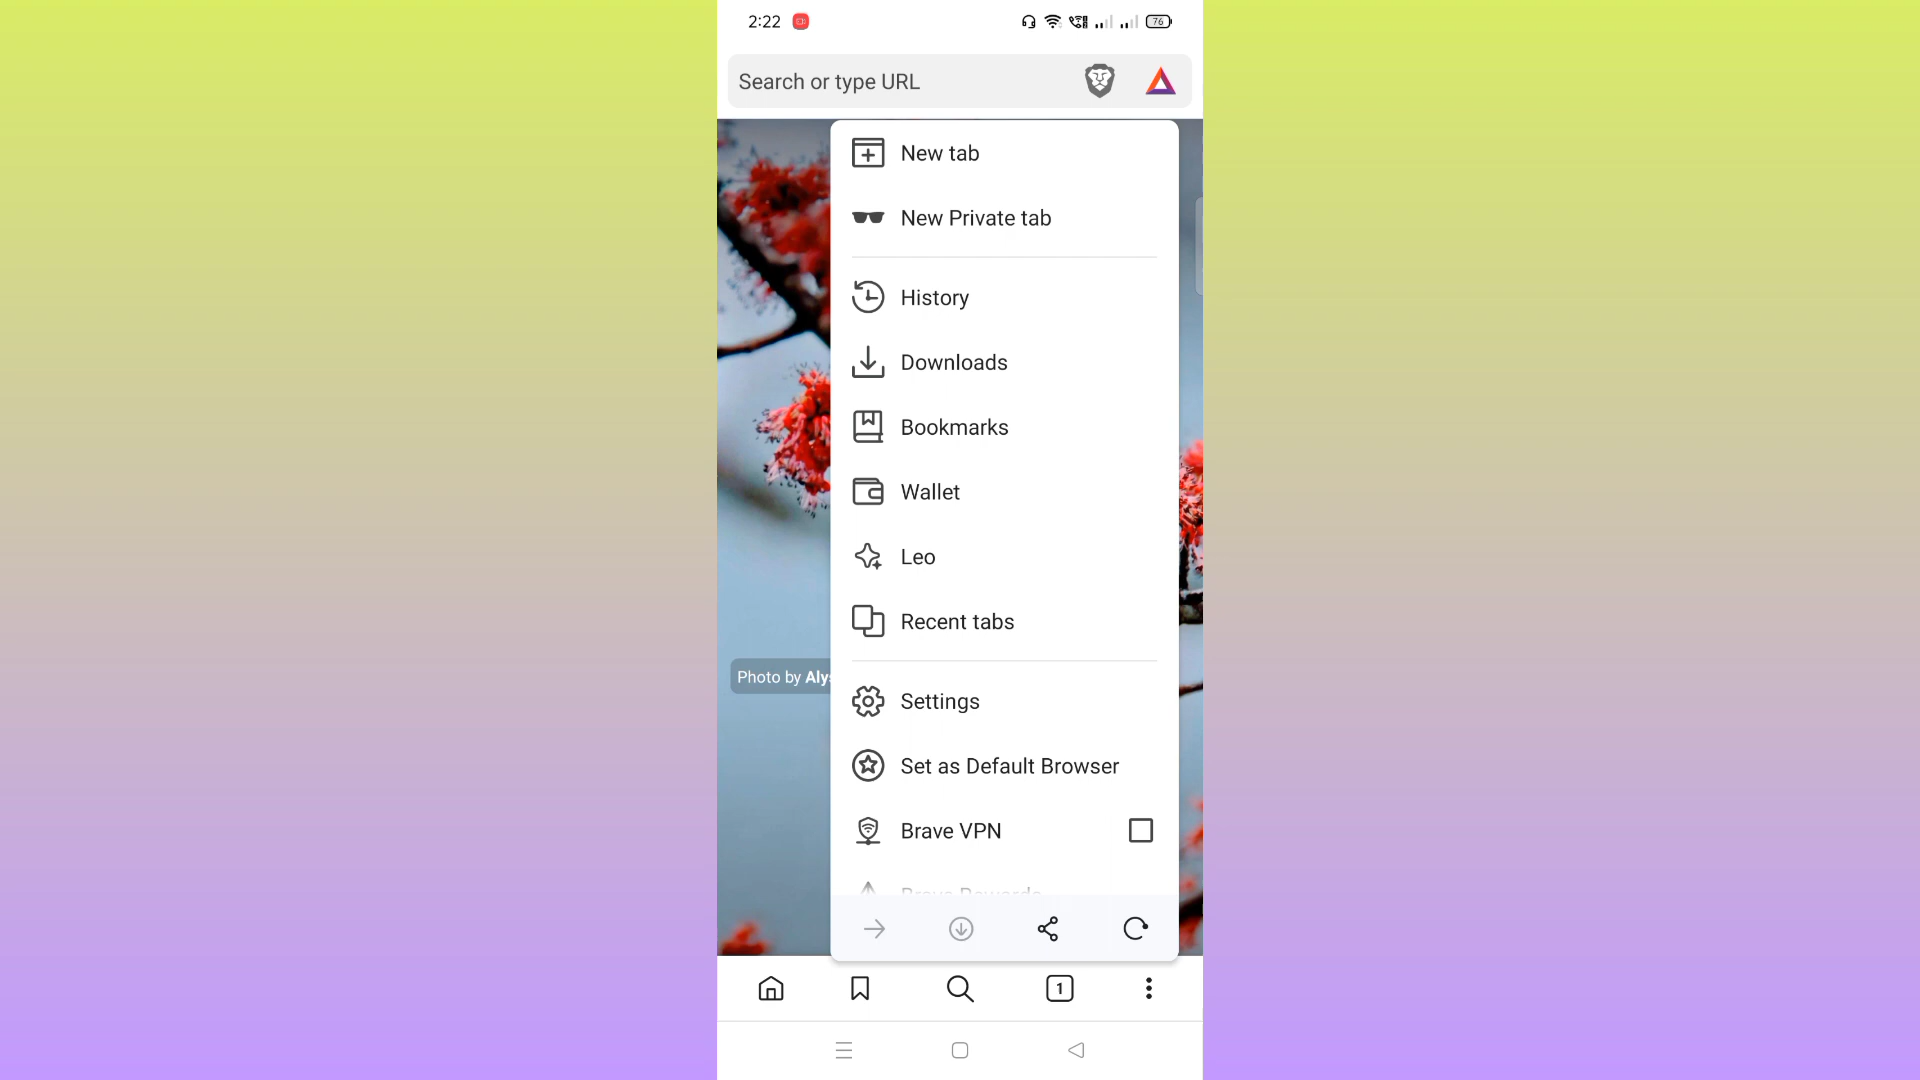 2:22
76
Search or type URL
New tab
New Private tab
History
Downloads
Bookmarks
Wallet
Leo
Recent tabs
Photo by
Settings
Set as Default Browser
Brave VPN
Brave Rewards
1